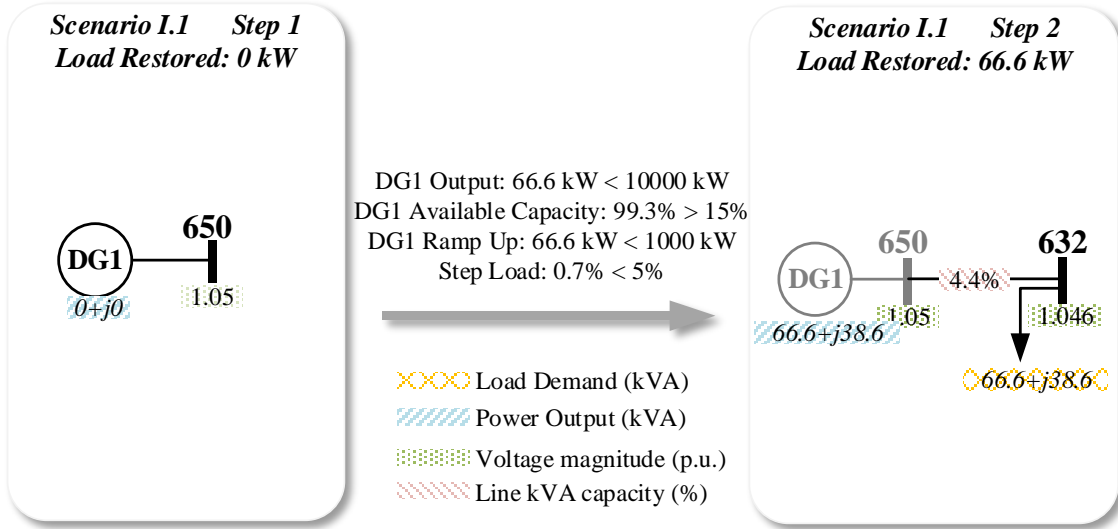 Scenario I.1 Step 1
Load Restored: 0 kW
650
DG1
0+j0
1.05
DG1 Output: 66.6 kW < 10000 kW
DG1 Available Capacity: 99.3% > 15%
DG1 Ramp Up: 66.6 kW < 1000 kW
Step Load: 0.7% < 5%
Load Demand (kVA)
Power Output (kVA)
Voltage magnitude (p.u.)
Line kVA capacity (%)
Scenario I.1 Step 2
Load Restored: 66.6 kW
650
632
DG1
4.4%
66.6+j38.6
1.05
1.046
66.6+j38.6